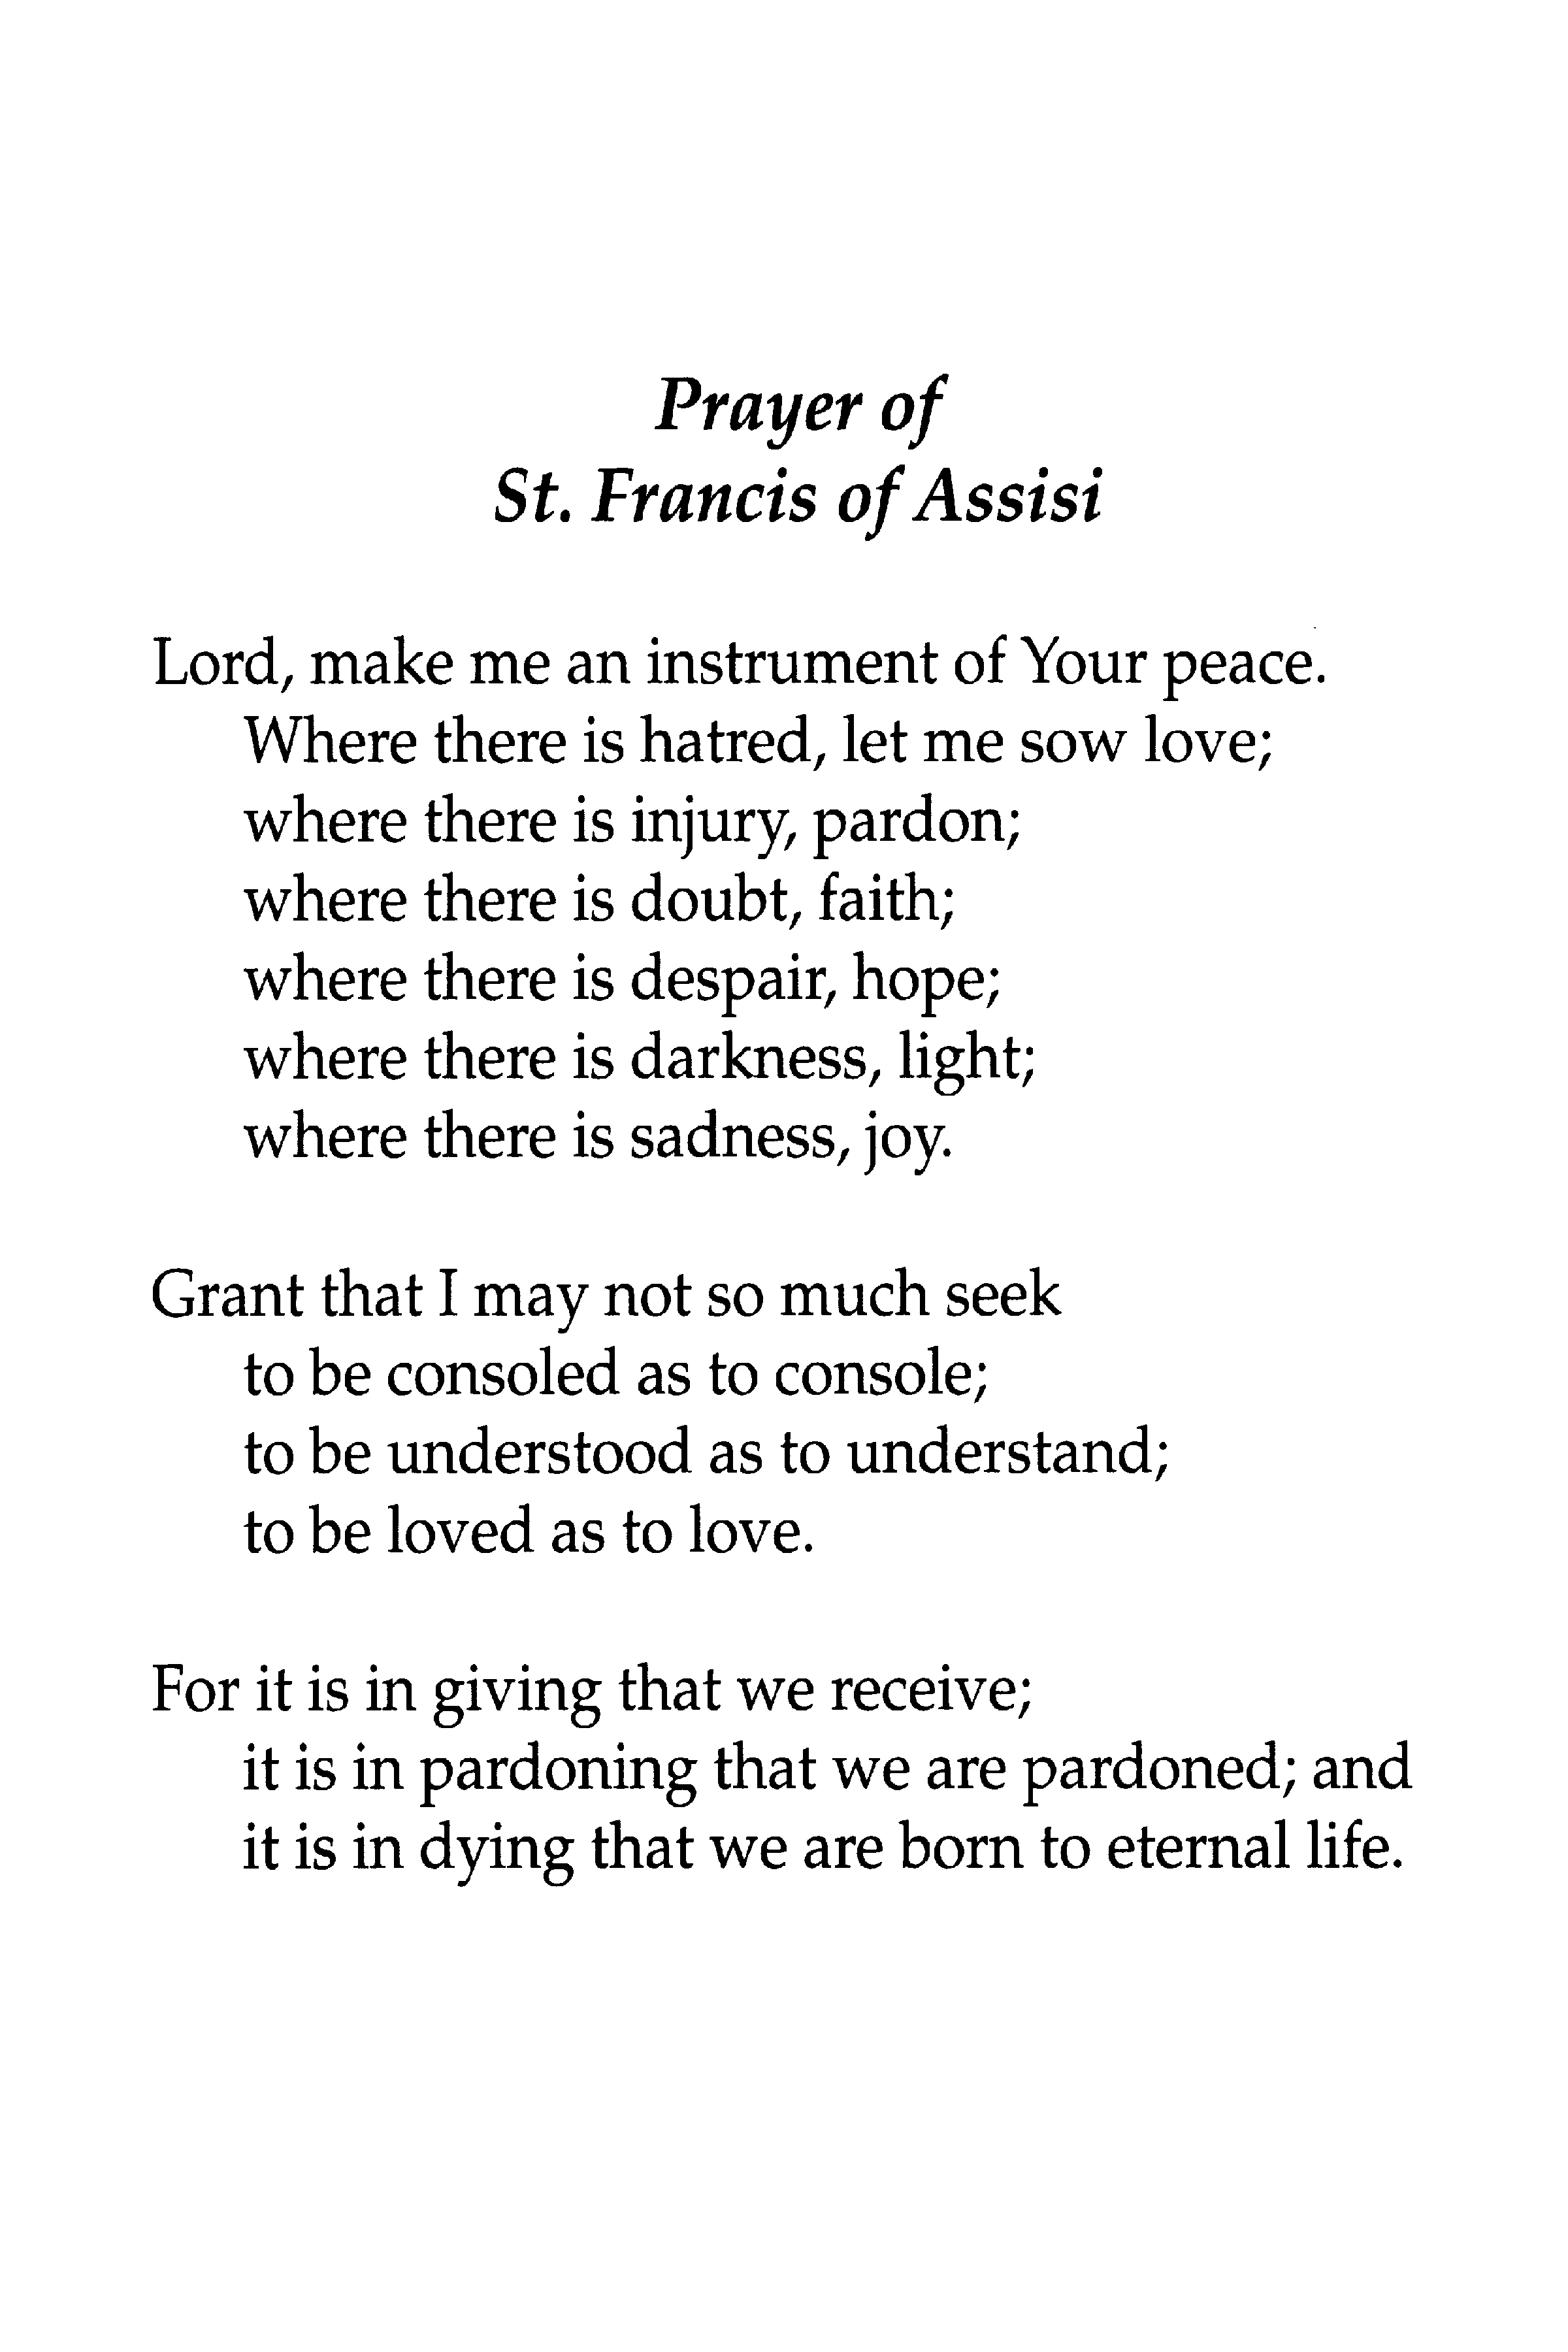 Prayer of
St. Francis of Assisi
Lord, make me an instrument of Your peace.
Where there is hatred, let me sow love;
where there is injury, pardon;
where there is doubt, faith;
where there is despair, hope;
where there is darkness, light;
where there is sadness, joy.
Grant that I may not so much seek
to be consoled as to console;
to be understood as to understand;
to be loved as to love.
For it is in giving that we receive;
it is in pardoning that we are pardoned; and
it is in dying that we are born to eternal life.